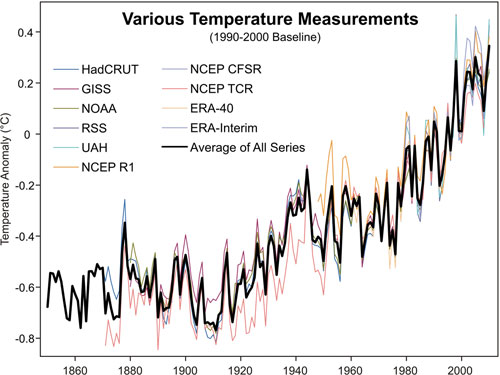 Various Temperature Measurements
(1990-2000 Baseline)
Temperature Anomaly (°C)
0.4
0.2
0
-0.2
-0.4
-0.6
-0.8
HadCRUT
GISS
NOAA
RSS
UAH
NCEP R1
NCEP CFSR
NCEP TCR
ERA-40
ERA-Interim
Average of All Series
1860 1880 1900 1920 1940 1960 1980 2000